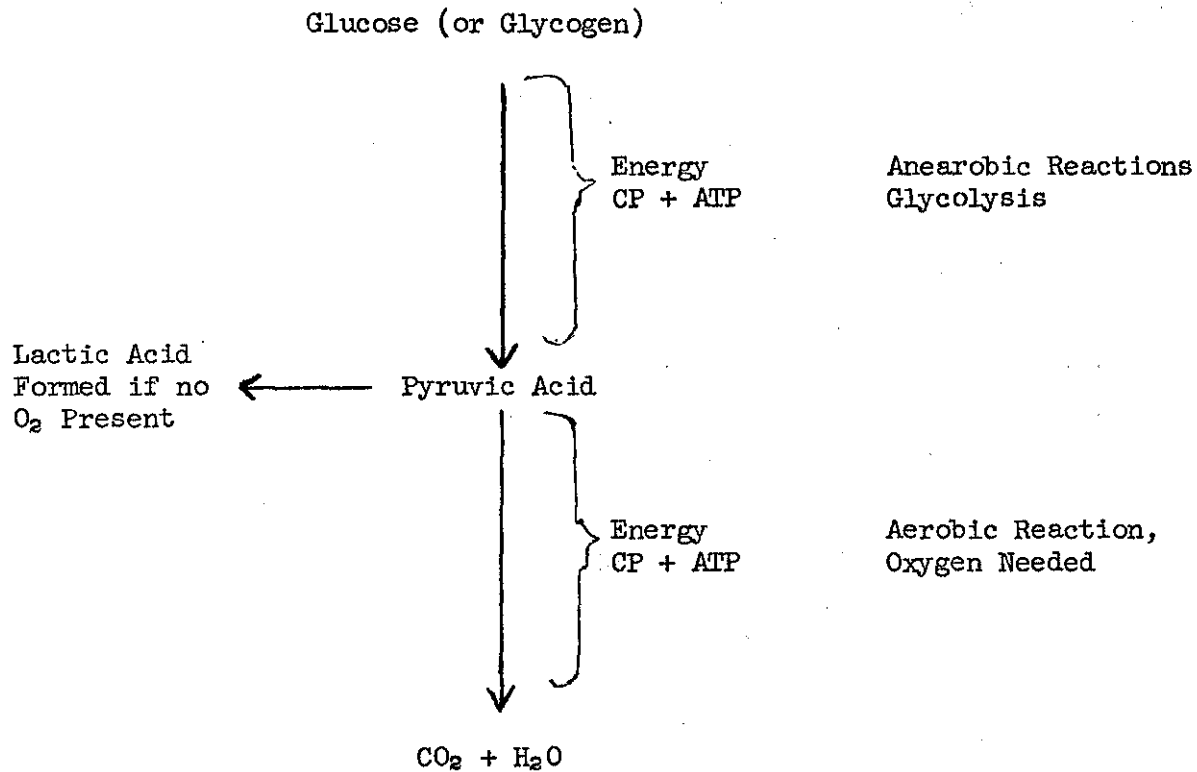 Glucose (or Glycogen)
Energy
CP + ATP
Anearobic Reactions
Glycolysis
Lactic Acid
Formed if no
O₂ Present
Pyruvic Acid
Energy
CP + ATP
Aerobic Reaction,
Oxygen Needed
CO₂ + H₂O